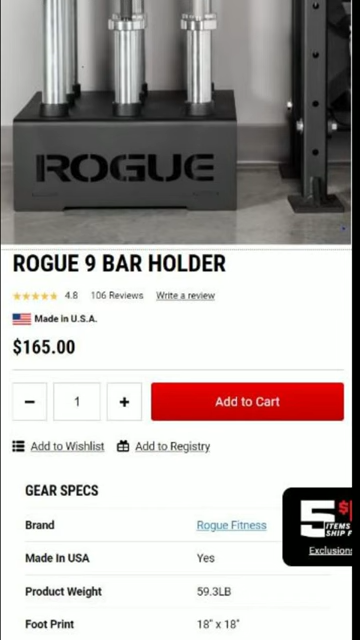 ROGUE
ROGUE 9 BAR HOLDER
4.8 106 Reviews Write a review
Made in U.S.A.
$165.00
− 1 + Add to Cart
Add to Wishlist Add to Registry
GEAR SPECS
5 $
ITEMS
SHIP
Exclusions
Brand Rogue Fitness
Made In USA Yes
Product Weight 59.3LB
Foot Print 18" x 18"